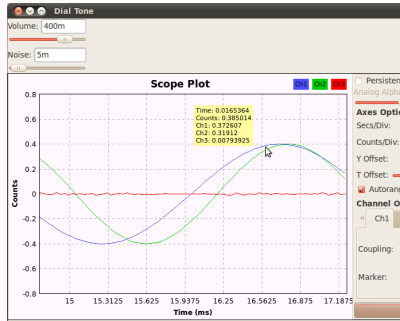 Dial Tone
Volume: 400m
Noise: 5m
Scope Plot
Ch1 Ch2 Ch3
Time: 0.0165364
Counts: 0.385014
Ch1: 0.372607
Ch2: 0.31912
Ch3: 0.00793925
Counts
0.8
0.6
0.4
0.2
0
-0.2
-0.4
-0.6
-0.8
15 15.3125 15.625 15.9375 16.25 16.5625 16.875 17.1875
Time (ms)
Persisten
Analog Alpha
Axes Opti
Secs/Div:
Counts/Div:
Y Offset:
T Offset:
Autorang
Channel O
Ch1
Coupling:
Marker: